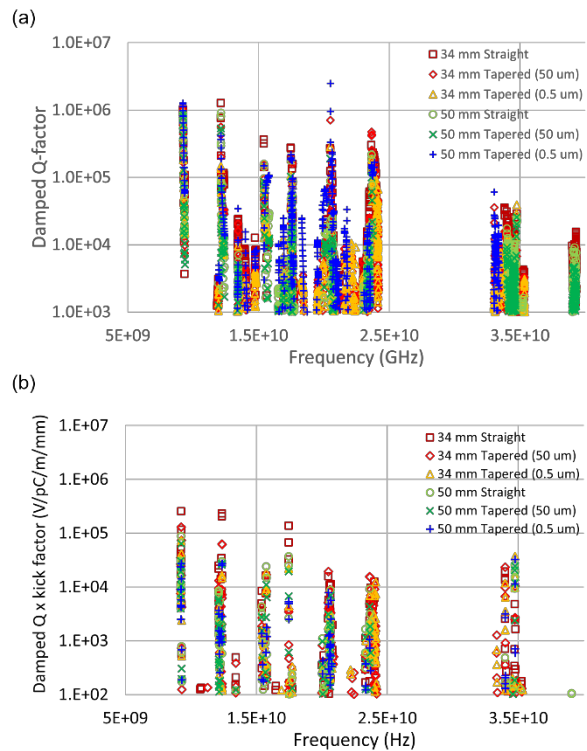 (a)
1.0E+07
1.0E+06
1.0E+05
1.0E+04
1.0E+03
Damped Q-factor
34 mm Straight
34 mm Tapered (50 um)
34 mm Tapered (0.5 um)
50 mm Straight
50 mm Tapered (50 um)
50 mm Tapered (0.5 um)
5E+09
1.5E+10
2.5E+10
3.5E+10
Frequency (GHz)
(b)
1.E+07
1.E+06
1.E+05
1.E+04
1.E+03
1.E+02
Damped Q x kick factor (V/pC/m/mm)
34 mm Straight
34 mm Tapered (50 um)
34 mm Tapered (0.5 um)
50 mm Straight
50 mm Tapered (50 um)
50 mm Tapered (0.5 um)
5E+09
1.5E+10
2.5E+10
3.5E+10
Frequency (Hz)